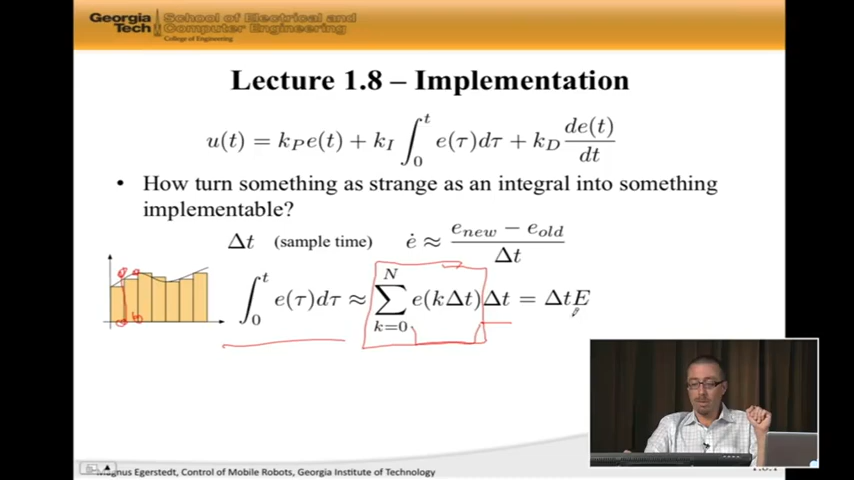 Georgia Tech
School of Electrical and Computer Engineering
College of Engineering
Lecture 1.8 – Implementation
u(t) = k_P e(t) + k_I ∫_0^t e(τ)dτ + k_D de(t)/dt
• How turn something as strange as an integral into something
implementable?
Δt (sample time) ė ≈ (e_new − e_old)/Δt
∫_0^t e(τ)dτ ≈ ∑_{k=0}^N e(kΔt)Δt = ΔtE
Magnus Egerstedt, Control of Mobile Robots, Georgia Institute of Technology